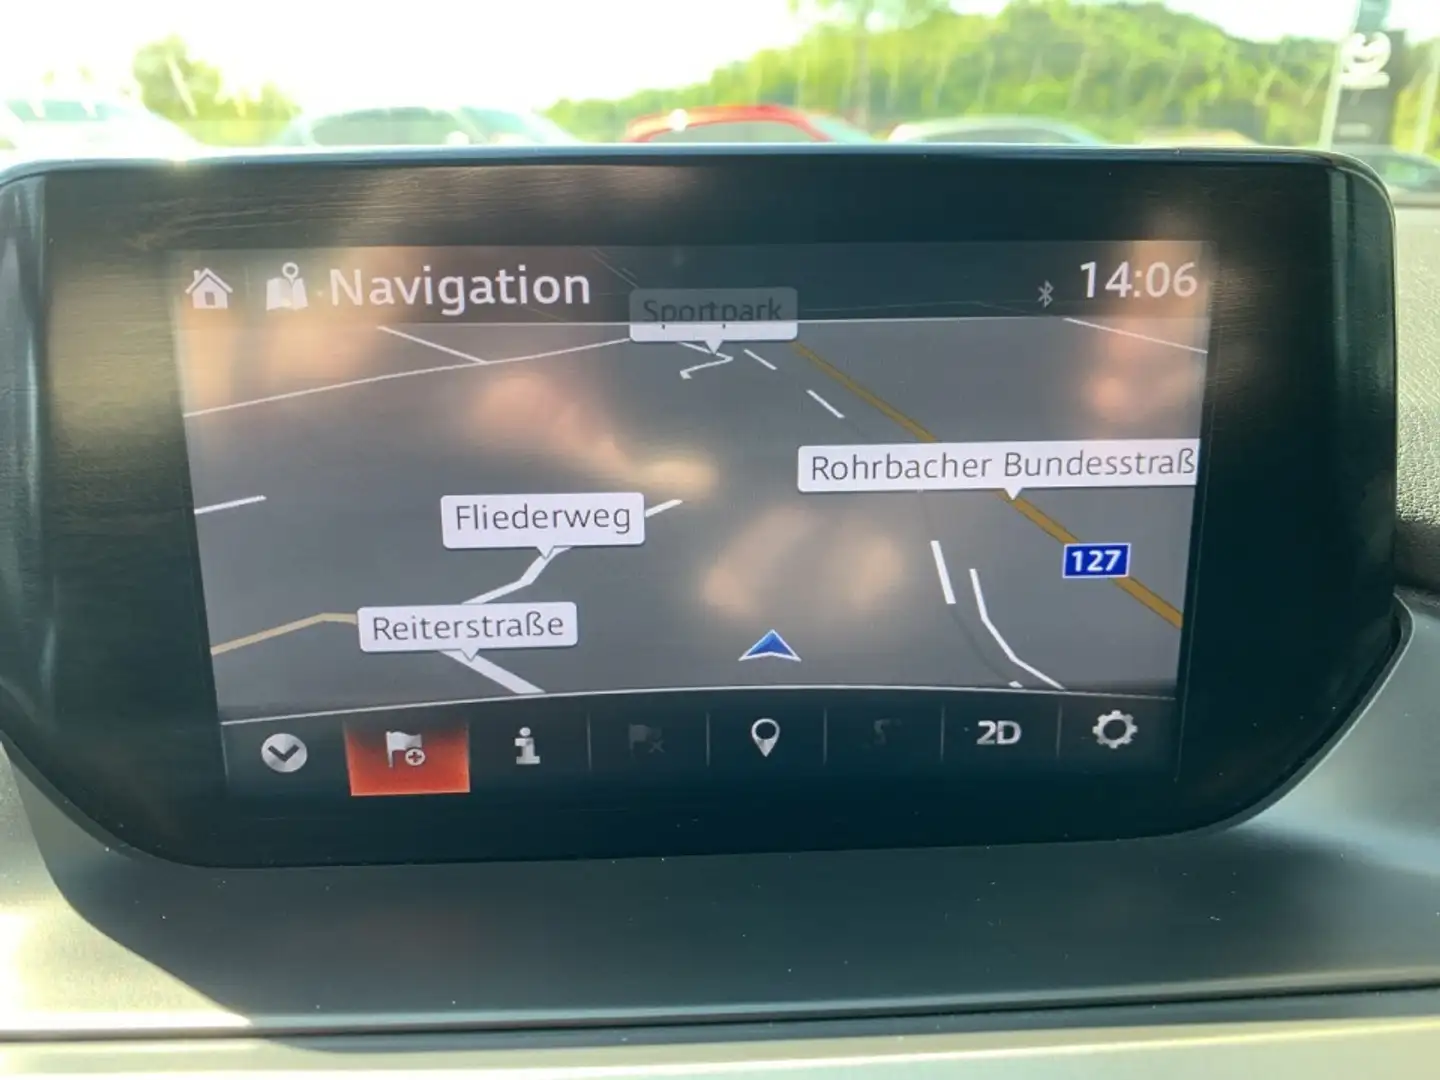 Navigation
14:06
Sportpark
Rohrbacher Bundesstraß
Fliederweg
127
Reiterstraße
2D